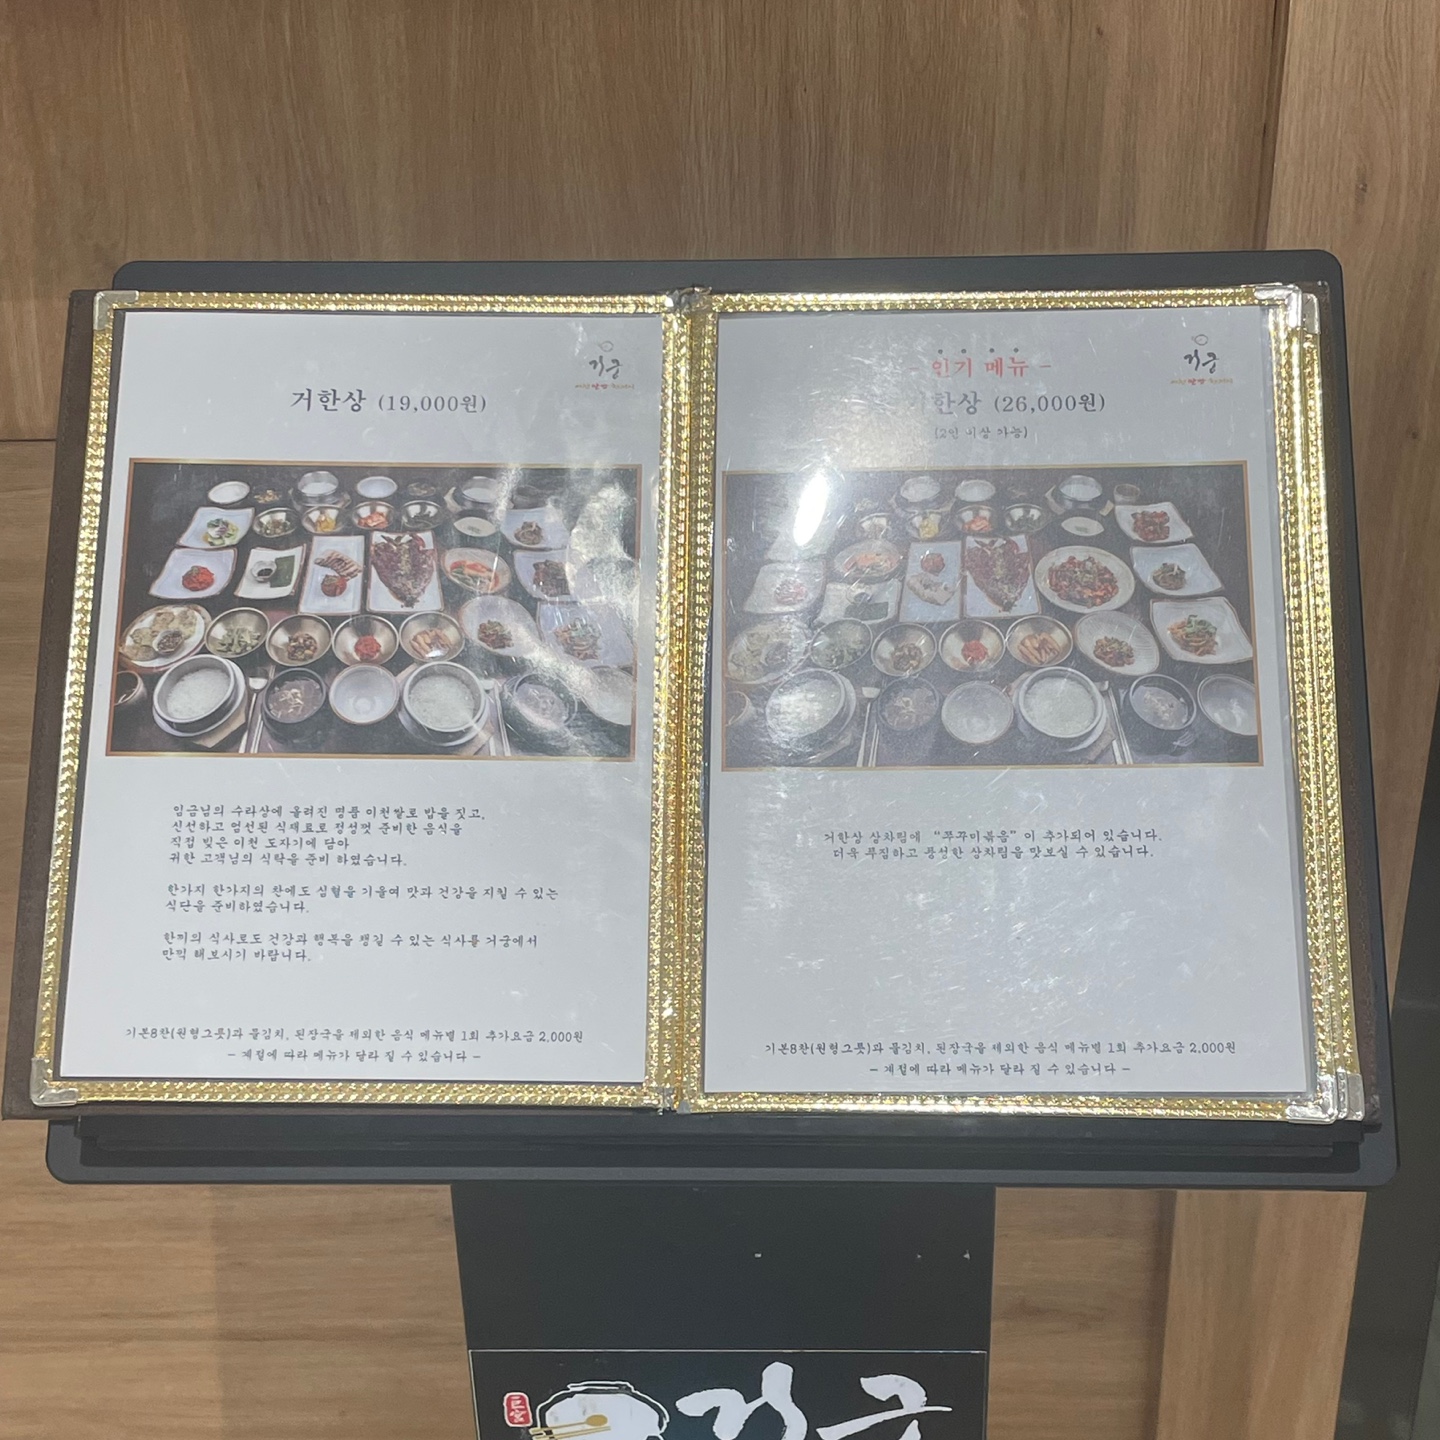 거궁
거한상 (19,000원)
임금님의 수라상에 올려진 명품 이천쌀로 밥을 짓고,
신선하고 엄선된 식재료로 정성껏 준비한 음식을
직접 빚은 이천 도자기에 담아
귀한 고객님의 식탁을 준비 하였습니다.
한가지 한가지의 찬에도 심혈을 기울여 맛과 건강을 지킬 수 있는
식단을 준비하였습니다.
한끼의 식사로도 건강과 행복을 챙길 수 있는 식사를 거궁에서
만끽 해보시기 바랍니다.
기본8찬(원형그릇)과 물김치, 된장국을 제외한 음식 메뉴별 1회 추가요금 2,000원
- 계절에 따라 메뉴가 달라 질 수 있습니다 -
거궁
인기 메뉴 -
한상 (26,000원)
(2인 이상 가능)
거한상 상차림에 “쭈꾸미볶음” 이 추가되어 있습니다.
더욱 푸짐하고 풍성한 상차림을 맛보실 수 있습니다.
기본8찬(원형그릇)과 물김치, 된장국을 제외한 음식 메뉴별 1회 추가요금 2,000원
- 계절에 따라 메뉴가 달라 질 수 있습니다 -
거궁